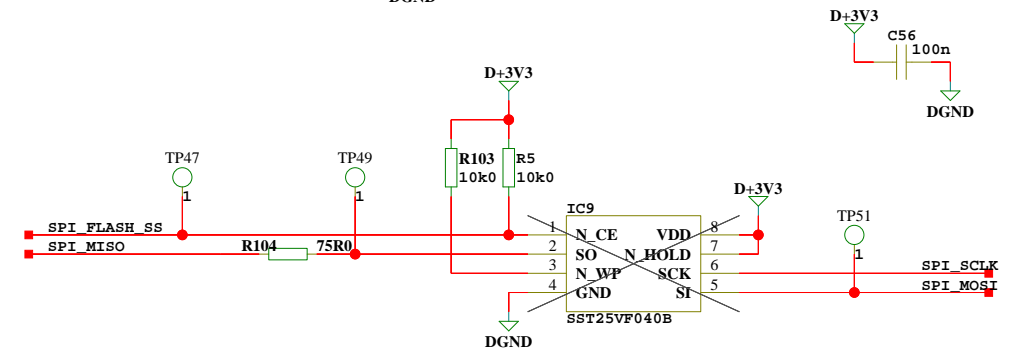 DGND
D+3V3
C56
100n
DGND
D+3V3
R103
10k0
R5
10k0
TP47
1
TP49
1
D+3V3
TP51
1
SPI_FLASH_SS
SPI_MISO
R104 75R0
IC9
1 N_CE VDD 8
2 SO N_HOLD 7
3 N_WP SCK 6
4 GND SI 5
SST25VF040B
SPI_SCLK
SPI_MOSI
DGND